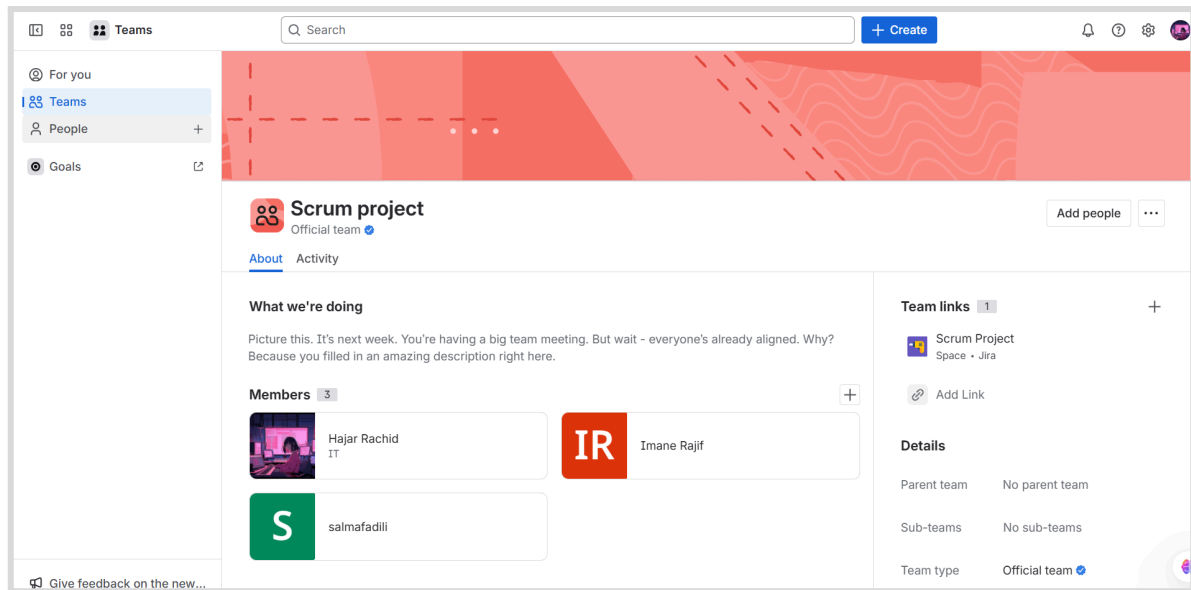 Teams
Search
+ Create
For you
Teams
People
Goals
Scrum project
Official team
Add people
About
Activity
What we're doing
Picture this. It's next week. You're having a big team meeting. But wait - everyone's already aligned. Why?
Because you filled in an amazing description right here.
Members 3
Hajar Rachid
IT
IR
Imane Rajif
S
salmafadili
Team links 1
Scrum Project
Space • Jira
Add Link
Details
Parent team No parent team
Sub-teams No sub-teams
Team type Official team
Give feedback on the new...